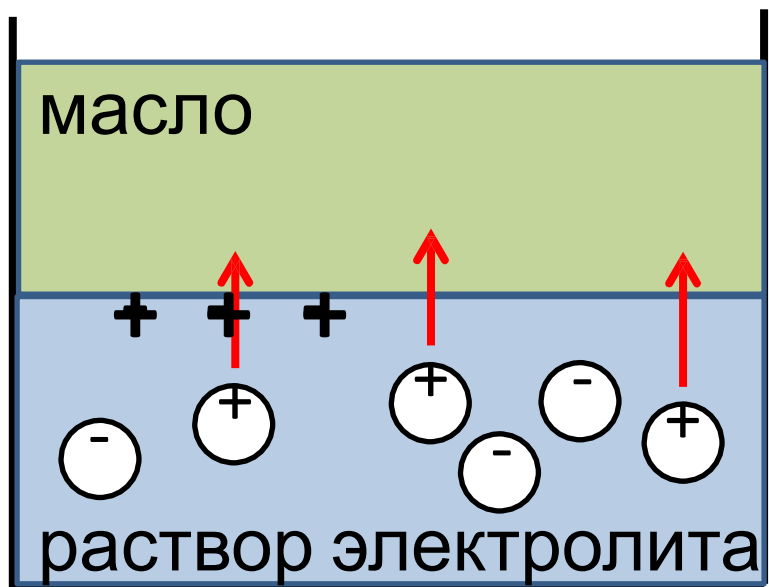 масло
+ + +
- + + - - +
раствор электролита